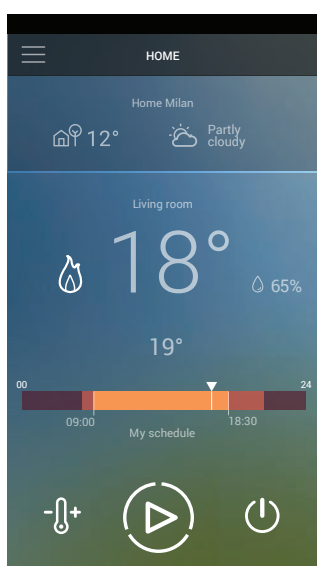 HOME
Home Milan
12°
Partly
cloudy
Living room
18°
65%
19°
00
24
09:00
18:30
My schedule